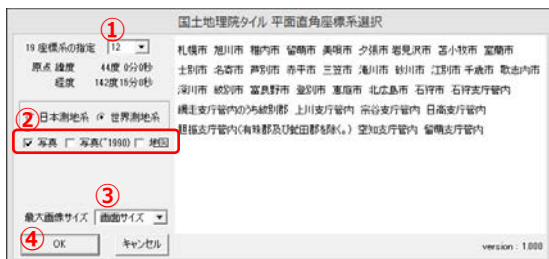 国土地理院タイル 平面直角座標系選択
①
19 座標系の指定 12
原点 緯度 44度 0分0秒
経度 142度15分0秒
② 日本測地系 世界測地系
写真 写真(~1990) 地図
③
最大画像サイズ 画面サイズ
④ OK キャンセル
札幌市 旭川市 稚内市 留萌市 美唄市 夕張市 岩見沢市 苫小牧市 室蘭市
士別市 名寄市 芦別市 赤平市 三笠市 滝川市 砂川市 江別市 千歳市 歌志内市
深川市 紋別市 富良野市 登別市 恵庭市 北広島市 石狩市 石狩支庁管内
網走支庁管内のうち紋別郡 上川支庁管内 宗谷支庁管内 日高支庁管内
胆振支庁管内(有珠郡及び虻田郡を除く。) 空知支庁管内 留萌支庁管内
version : 1.000